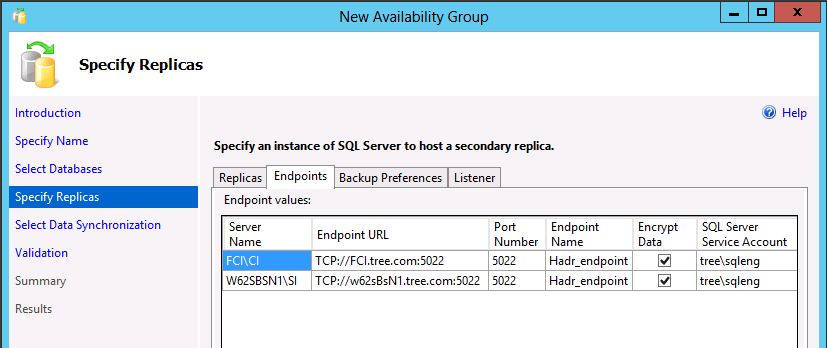 New Availability Group
Specify Replicas
Introduction
Help
Specify Name
Specify an instance of SQL Server to host a secondary replica.
Select Databases
Replicas Endpoints Backup Preferences Listener
Specify Replicas
Endpoint values:
Select Data Synchronization
Server Name Endpoint URL Port Number Endpoint Name Encrypt Data SQL Server Service Account
Validation
FCI\CI TCP://FCI.tree.com:5022 5022 Hadr_endpoint tree\sqleng
W62SBSN1\SI TCP://w62sBsN1.tree.com:5022 5022 Hadr_endpoint tree\sqleng
Summary
Results